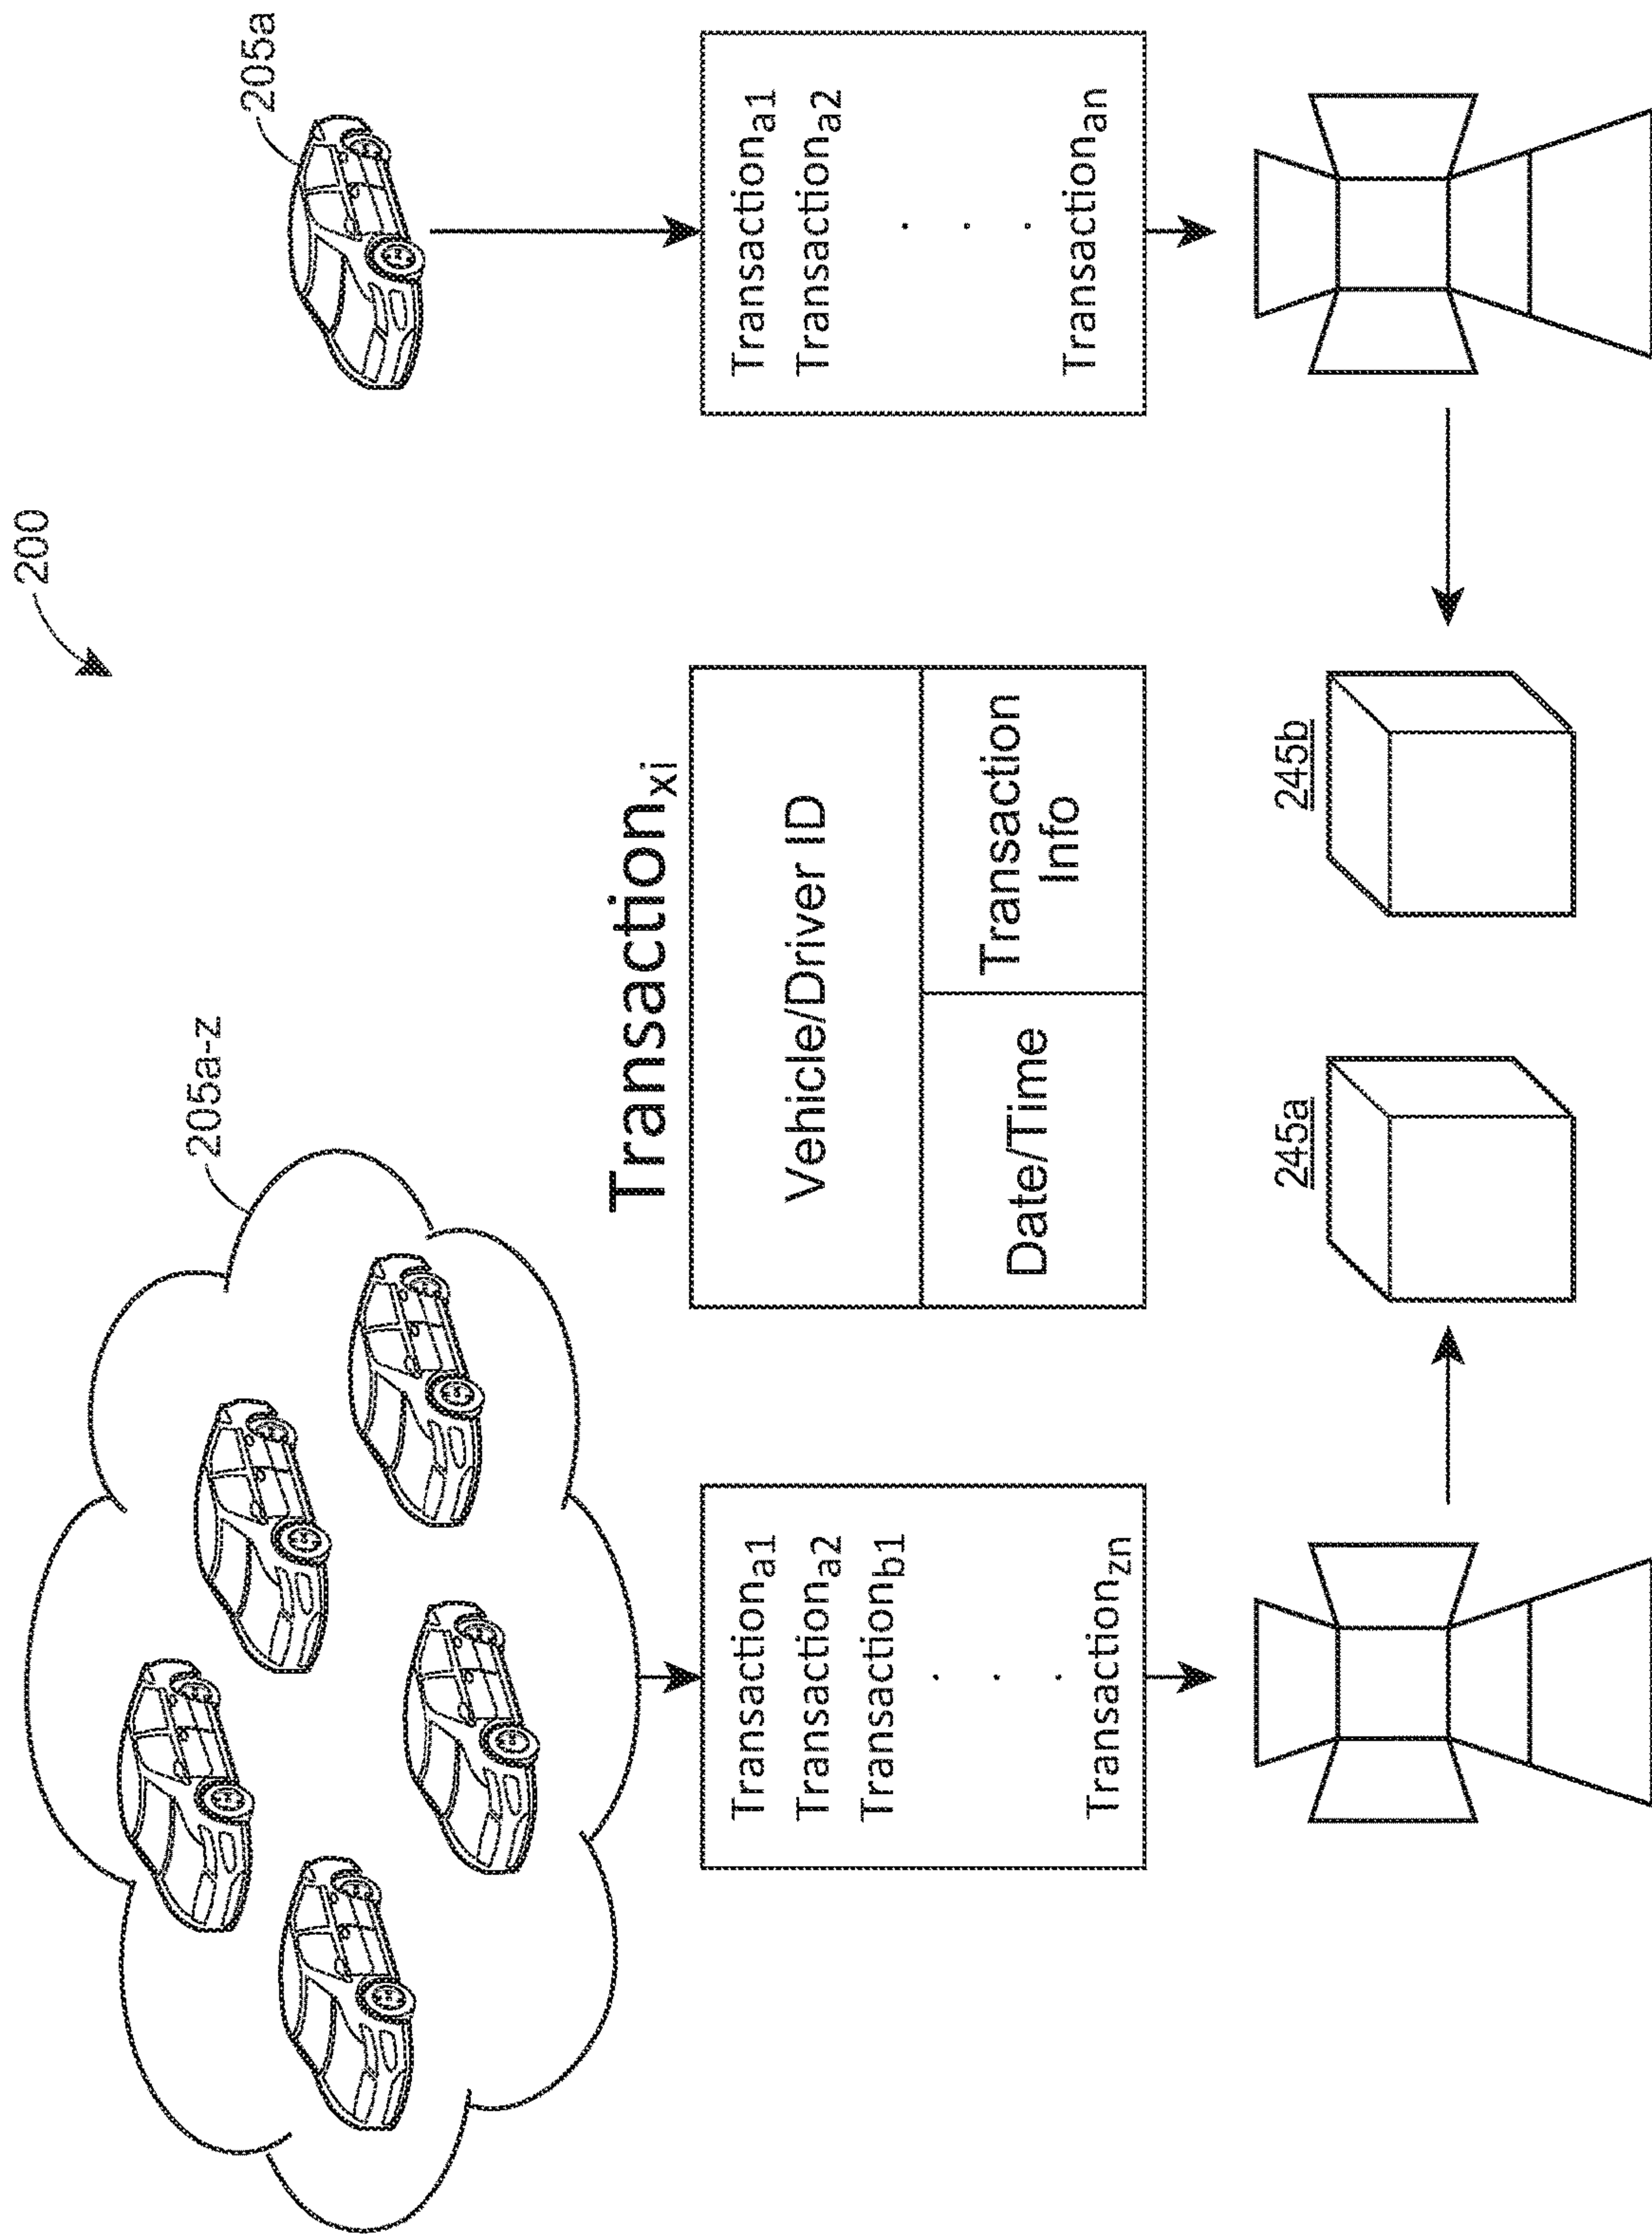 200
205a-z
205a
Transactiona1
Transactiona2
Transactionb1
.
.
.
Transactionzn
Transactionxi
Vehicle/Driver ID
Date/Time
Transaction
Info
Transactiona1
Transactiona2
.
.
.
Transactionan
245a
245b